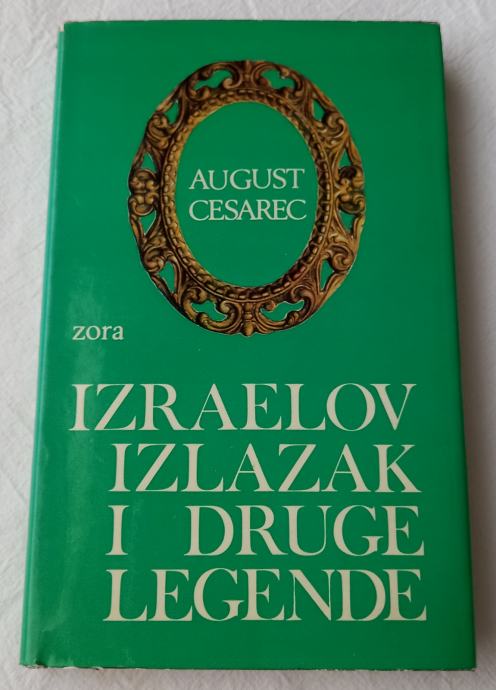 AUGUST
CESAREC
zora
IZRAELOV
IZLAZAK
I DRUGE
LEGENDE